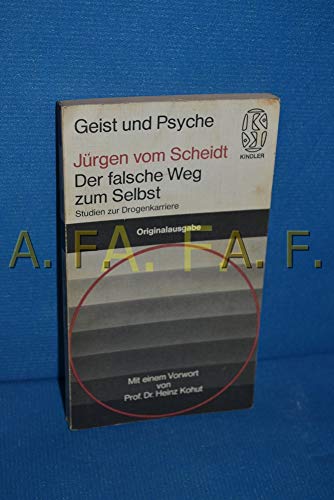 Geist und Psyche
KINDLER
Jürgen vom Scheidt
Der falsche Weg
zum Selbst
Studien zur Drogenkarriere
Originalausgabe
A. F. A. F. A. F.
Mit einem Vorwort
von
Prof. Dr. Heinz Kohut